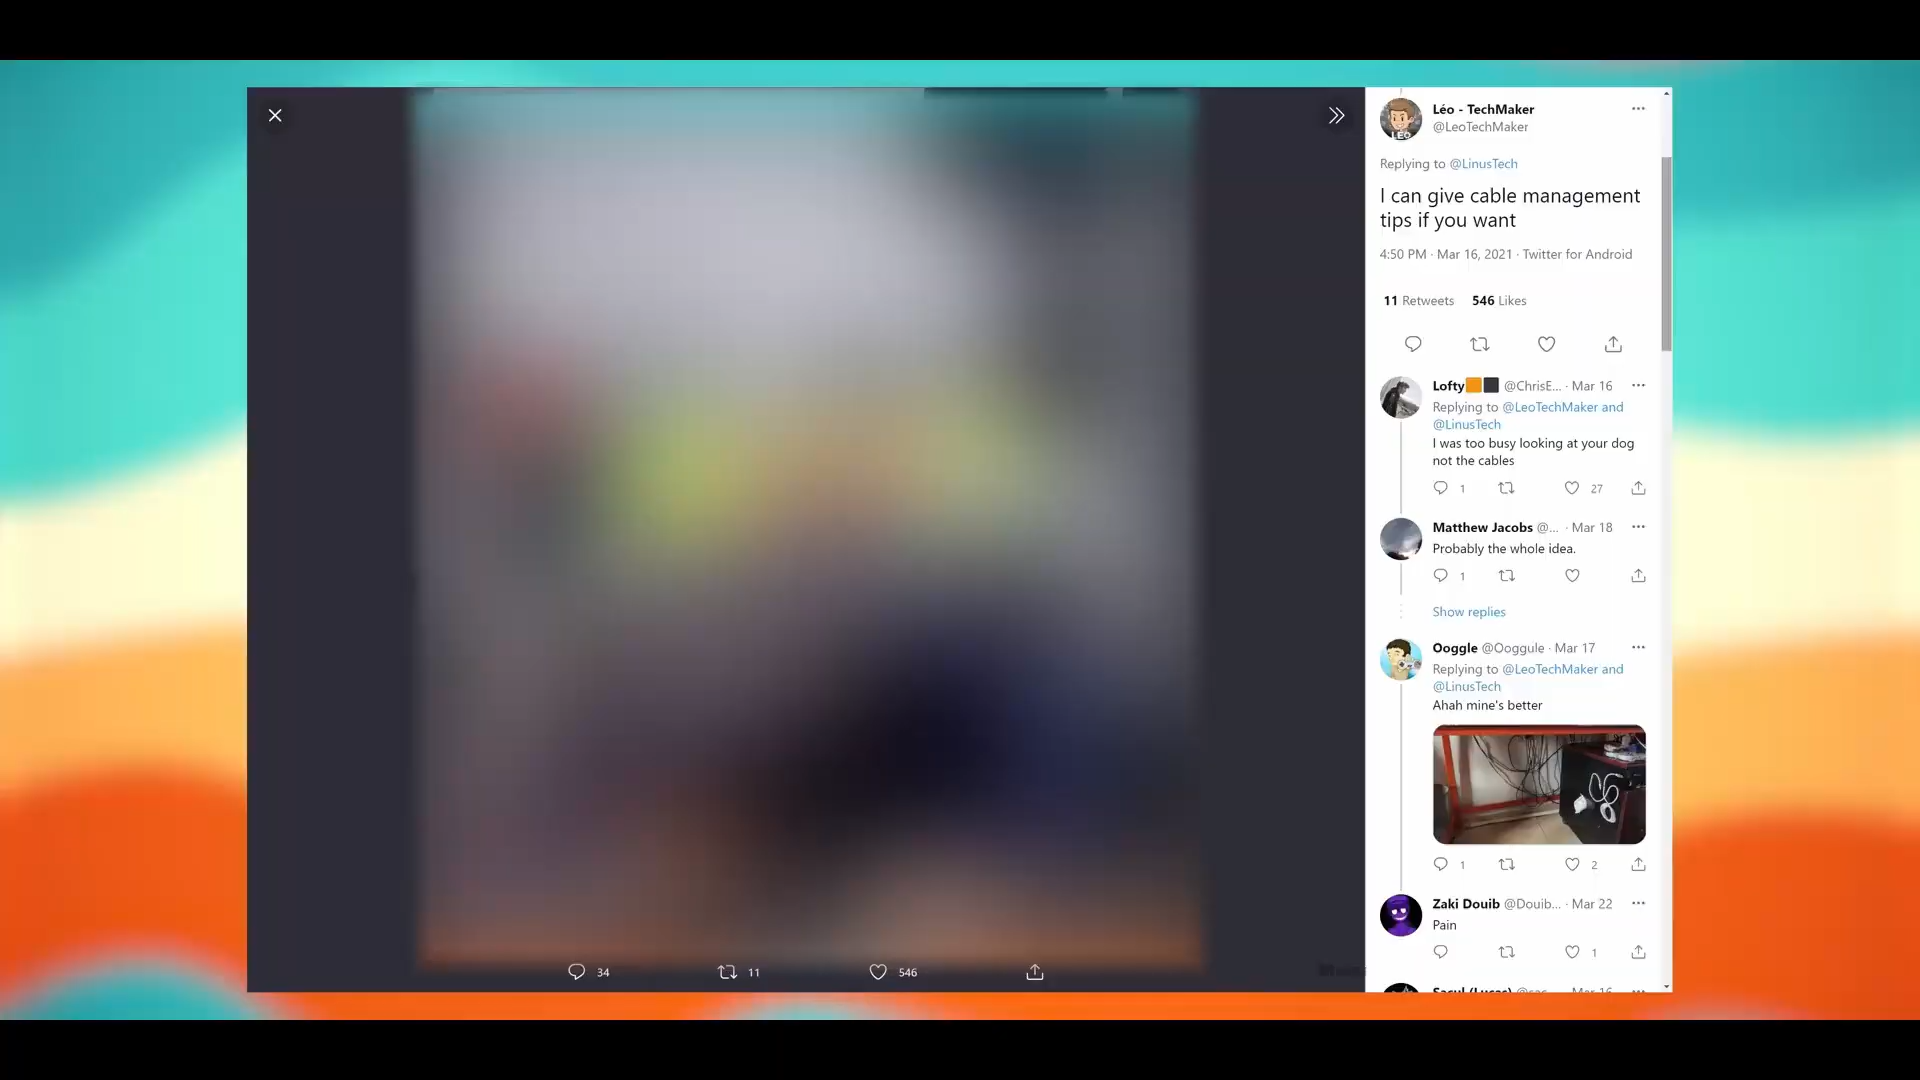 Léo - TechMaker
@LeoTechMaker
Replying to @LinusTech
I can give cable management
tips if you want
4:50 PM · Mar 16, 2021 · Twitter for Android
11 Retweets 546 Likes
Lofty @ChrisE... · Mar 16
Replying to @LeoTechMaker and
@LinusTech
I was too busy looking at your dog
not the cables
1 27
Matthew Jacobs @... · Mar 18
Probably the whole idea.
1
Show replies
Ooggle @Ooggule · Mar 17
Replying to @LeoTechMaker and
@LinusTech
Ahah mine's better
1 2
Zaki Douib @Douib... · Mar 22
Pain
1
34 11 546
LEO